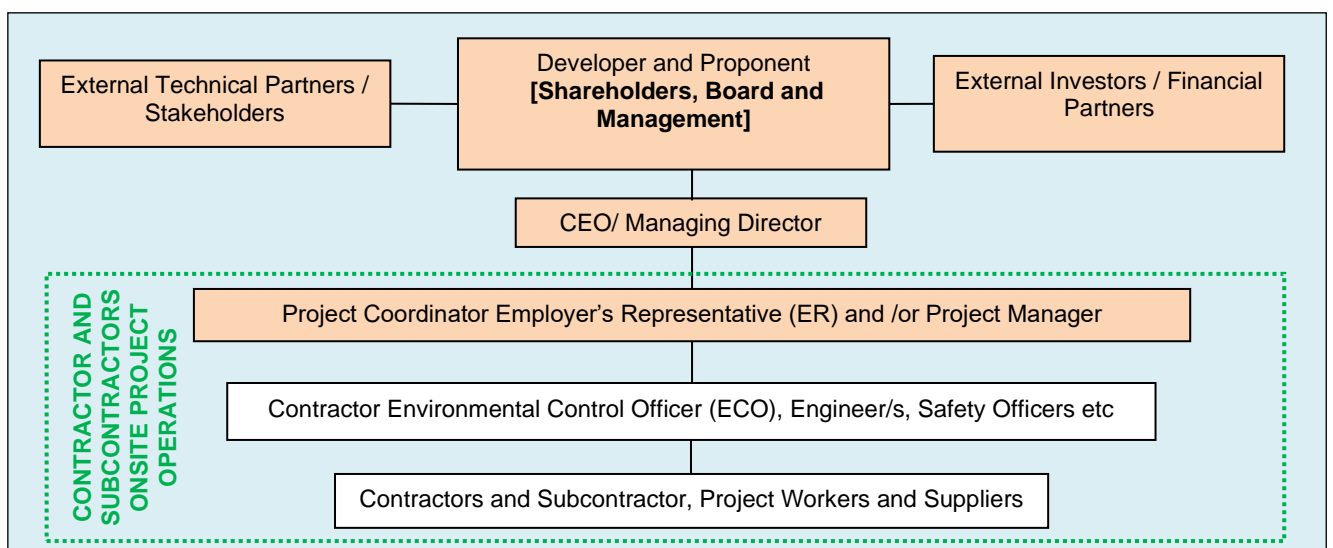 External Technical Partners /
Stakeholders
Developer and Proponent
[Shareholders, Board and
Management]
External Investors / Financial
Partners
CEO/ Managing Director
CONTRACTOR AND
SUBCONTRACTORS
ONSITE PROJECT
OPERATIONS
Project Coordinator Employer’s Representative (ER) and /or Project Manager
Contractor Environmental Control Officer (ECO), Engineer/s, Safety Officers etc
Contractors and Subcontractor, Project Workers and Suppliers